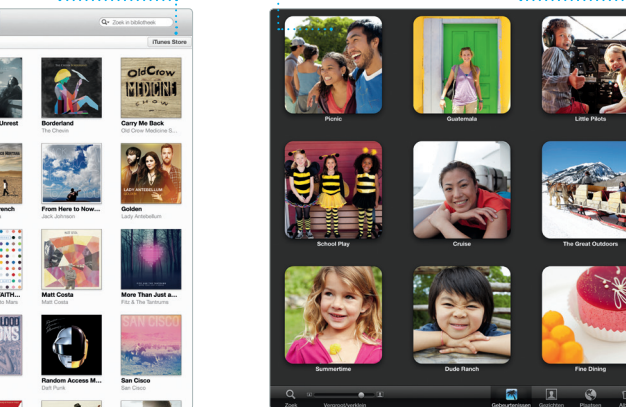 Zoek in bibliotheek
iTunes Store
OldCrow
MEDICINE
SHOW
Unrest
Borderland
The Chevin
Carry Me Back
Old Crow Medicine S...
LADY ANTEBELLUM
GOLDEN
From Here to Now...
Jack Johnson
Golden
Lady Antebellum
Matt Costa
Matt Costa
More Than Just a...
Fitz & The Tantrums
SAN CISCO
Random Access M...
Daft Punk
San Cisco
San Cisco
Picnic
Guatemala
Little Pilots
School Play
Cruise
The Great Outdoors
Summertime
Dude Ranch
Fine Dining
Zoek
Vergroot/verklein
Gebeurtenissen
Gezichten
Plaatsen